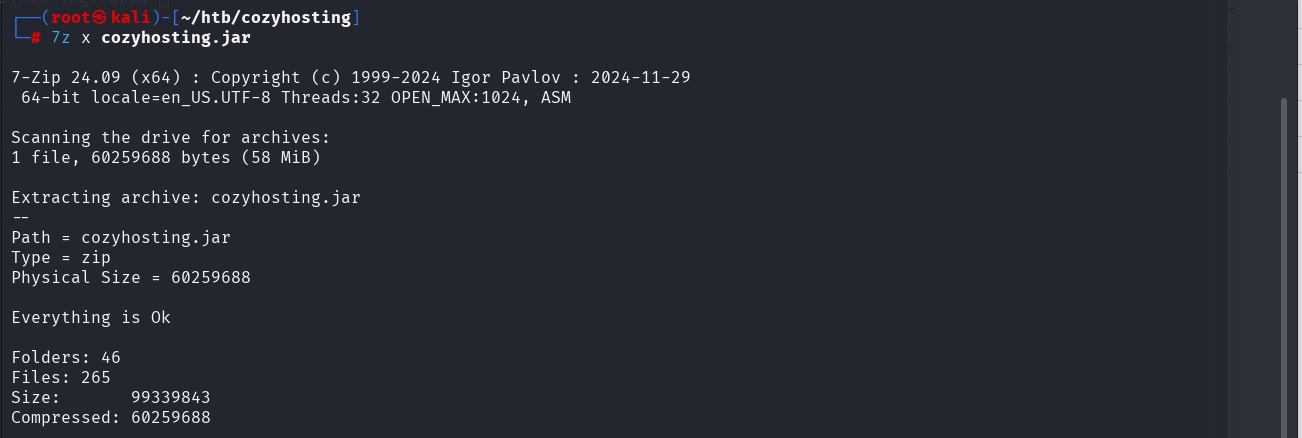 ┌──(root㉿kali)-[~/htb/cozyhosting]
└─# 7z x cozyhosting.jar
7-Zip 24.09 (x64) : Copyright (c) 1999-2024 Igor Pavlov : 2024-11-29
64-bit locale=en_US.UTF-8 Threads:32 OPEN_MAX:1024, ASM
Scanning the drive for archives:
1 file, 60259688 bytes (58 MiB)
Extracting archive: cozyhosting.jar
--
Path = cozyhosting.jar
Type = zip
Physical Size = 60259688
Everything is Ok
Folders: 46
Files: 265
Size:       99339843
Compressed: 60259688